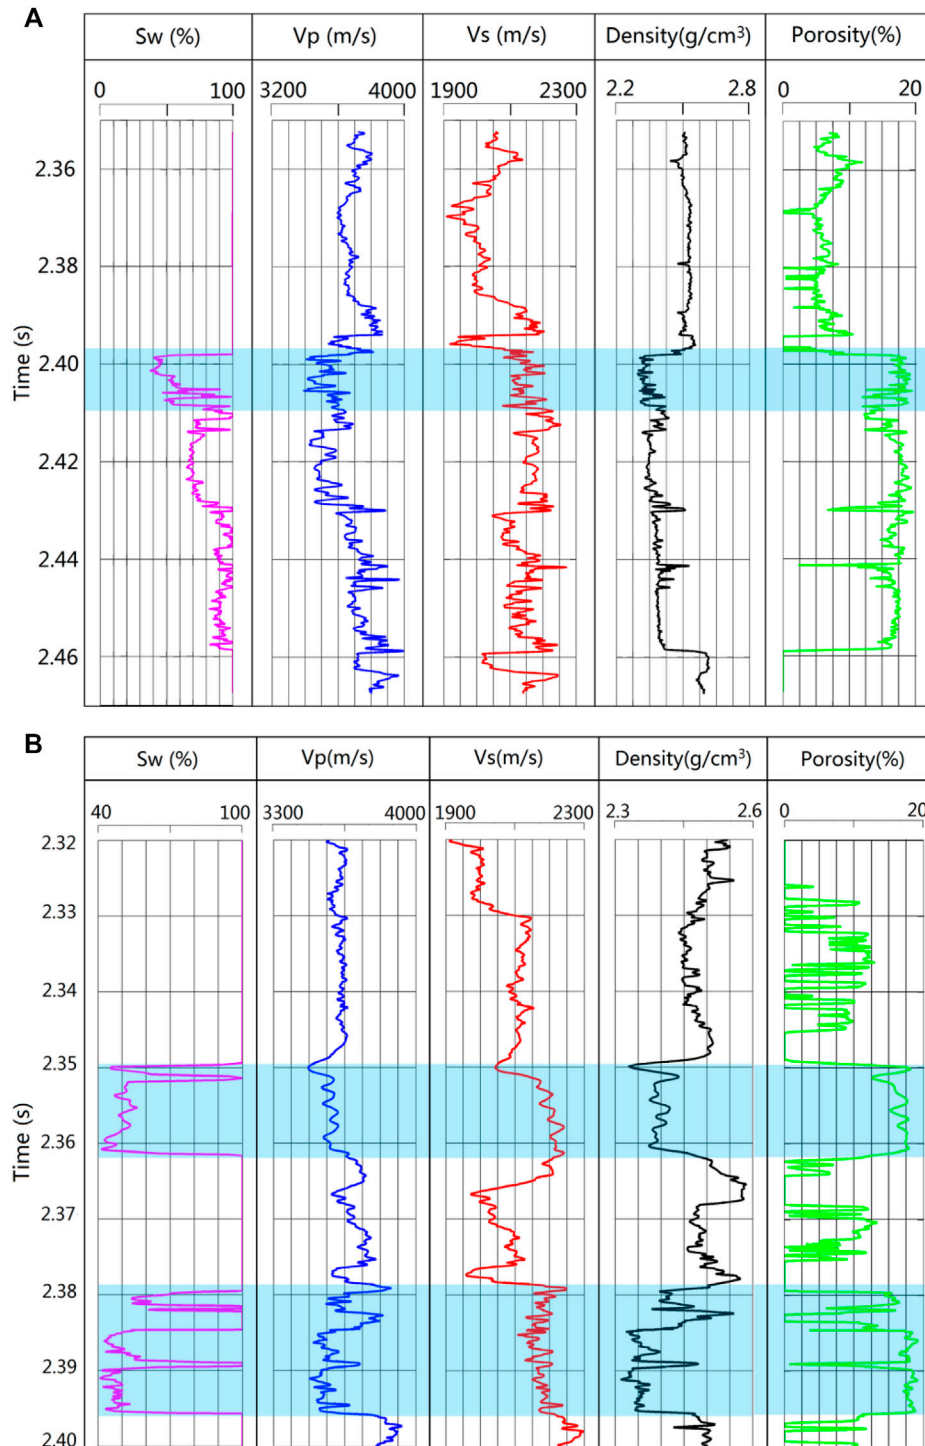 A
Sw (%) Vp (m/s) Vs (m/s) Density(g/cm³) Porosity(%)
0 100 3200 4000 1900 2300 2.2 2.8 0 20
2.36
2.38
2.40
2.42
2.44
2.46
Time (s)
B
Sw (%) Vp(m/s) Vs(m/s) Density(g/cm³) Porosity(%)
40 100 3300 4000 1900 2300 2.3 2.6 0 20
2.32
2.33
2.34
2.35
2.36
2.37
2.38
2.39
2.40
Time (s)